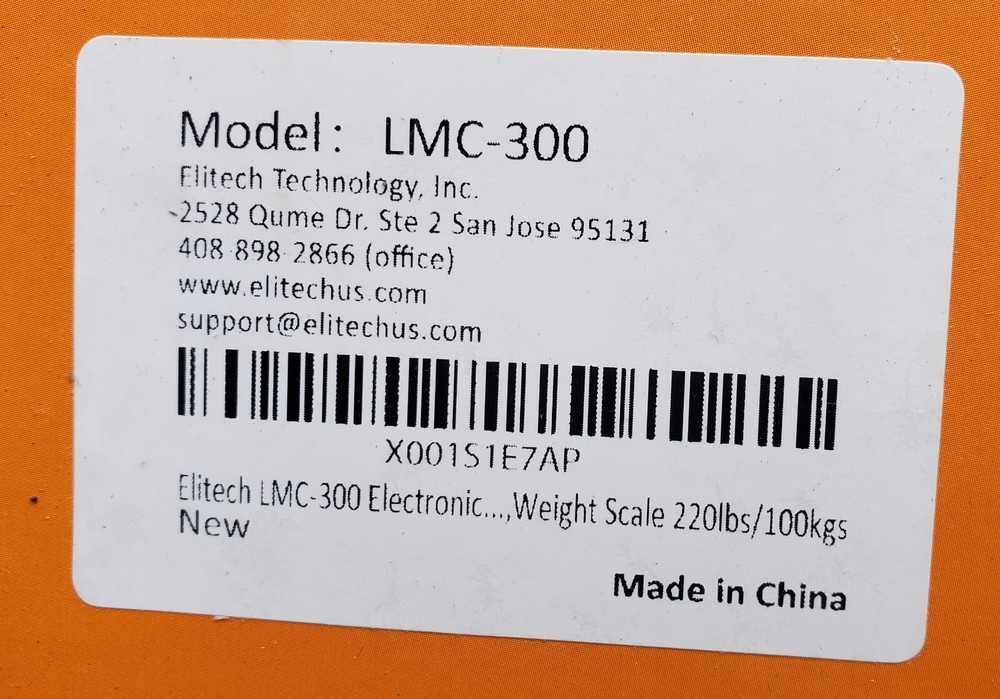 Model: LMC-300
Elitech Technology, Inc.
2528 Qume Dr. Ste 2 San Jose 95131
408-898-2866 (office)
www.elitechus.com
support@elitechus.com
X001S1E7AP
Elitech LMC-300 Electronic...,Weight Scale 220lbs/100kgs
New
Made in China